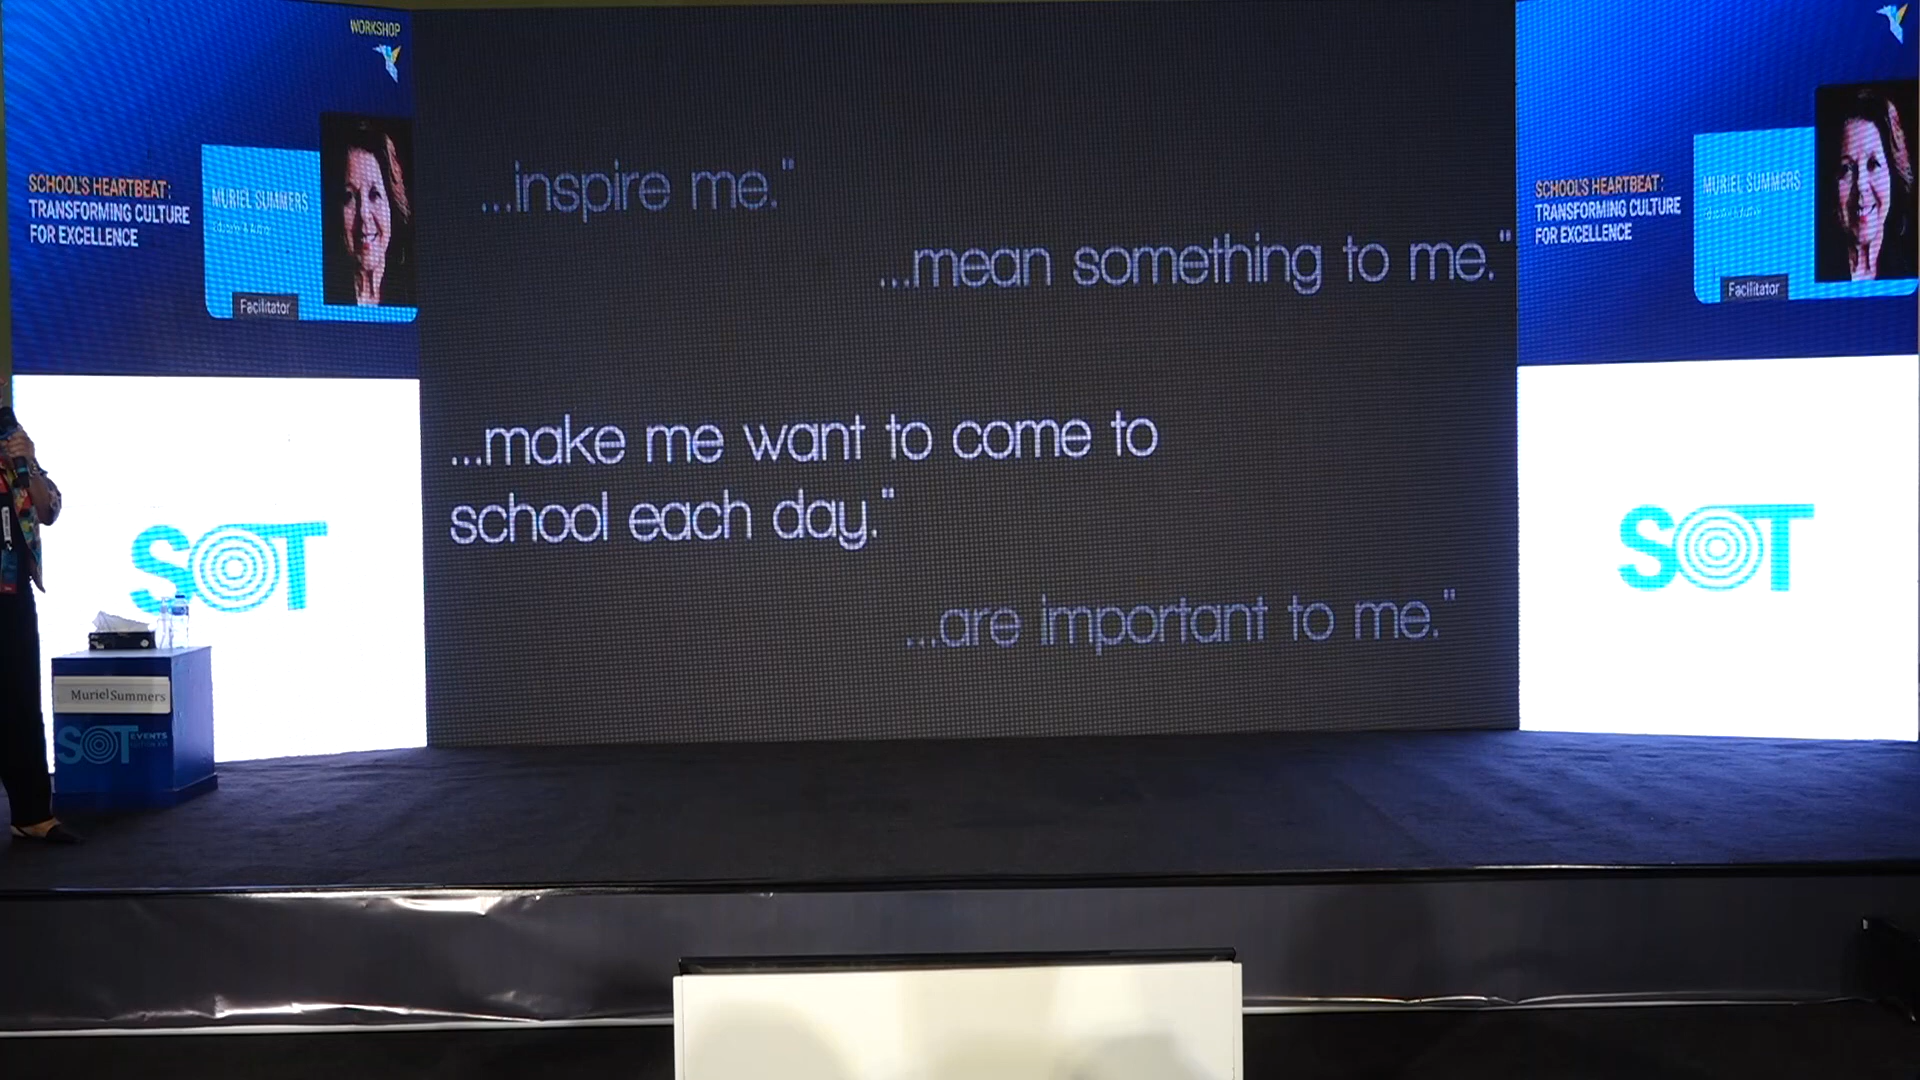 WORKSHOP
SCHOOL'S HEARTBEAT:
TRANSFORMING CULTURE
FOR EXCELLENCE
MURIEL SUMMERS
Educator & Author
Facilitator
SOT
Muriel Summers
SOT EVENTS
...inspire me."
...mean something to me."
...make me want to come to
school each day."
...are important to me."
SCHOOL'S HEARTBEAT:
TRANSFORMING CULTURE
FOR EXCELLENCE
MURIEL SUMMERS
Facilitator
SOT